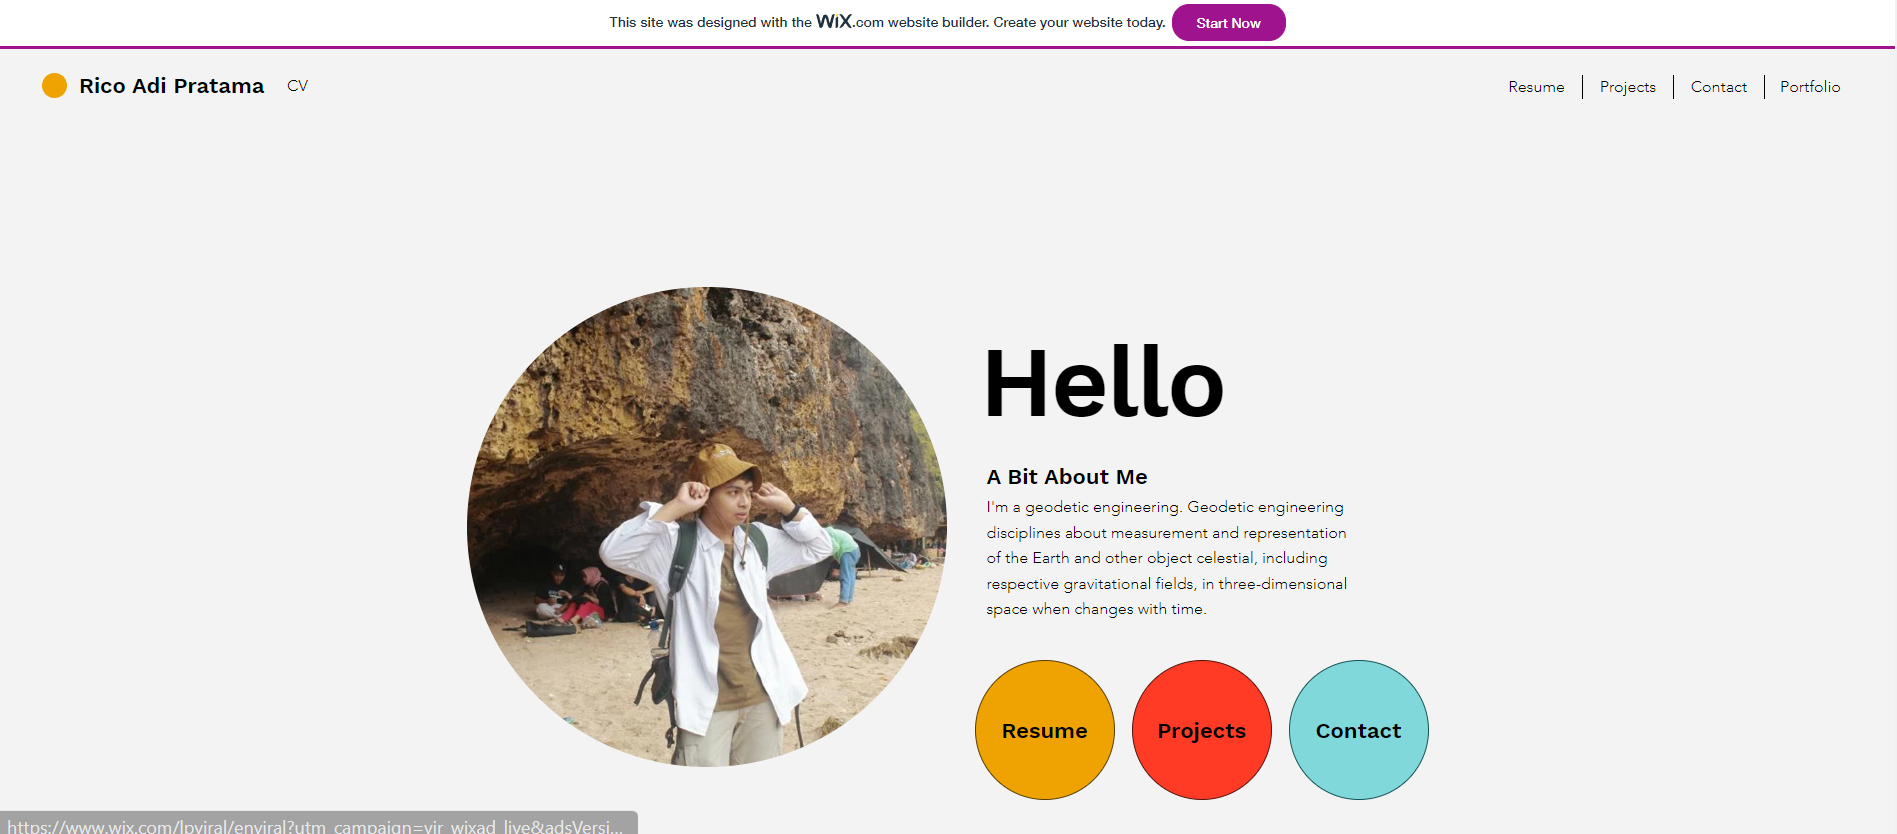 This site was designed with the WiX.com website builder. Create your website today. Start Now
Rico Adi Pratama CV
Resume Projects Contact Portfolio
Hello
A Bit About Me
I'm a geodetic engineering. Geodetic engineering
disciplines about measurement and representation
of the Earth and other object celestial, including
respective gravitational fields, in three-dimensional
space when changes with time.
Resume Projects Contact
https://www.wix.com/lpviral/enviral?utm_campaign=vir_wixad_live&adsVersi...